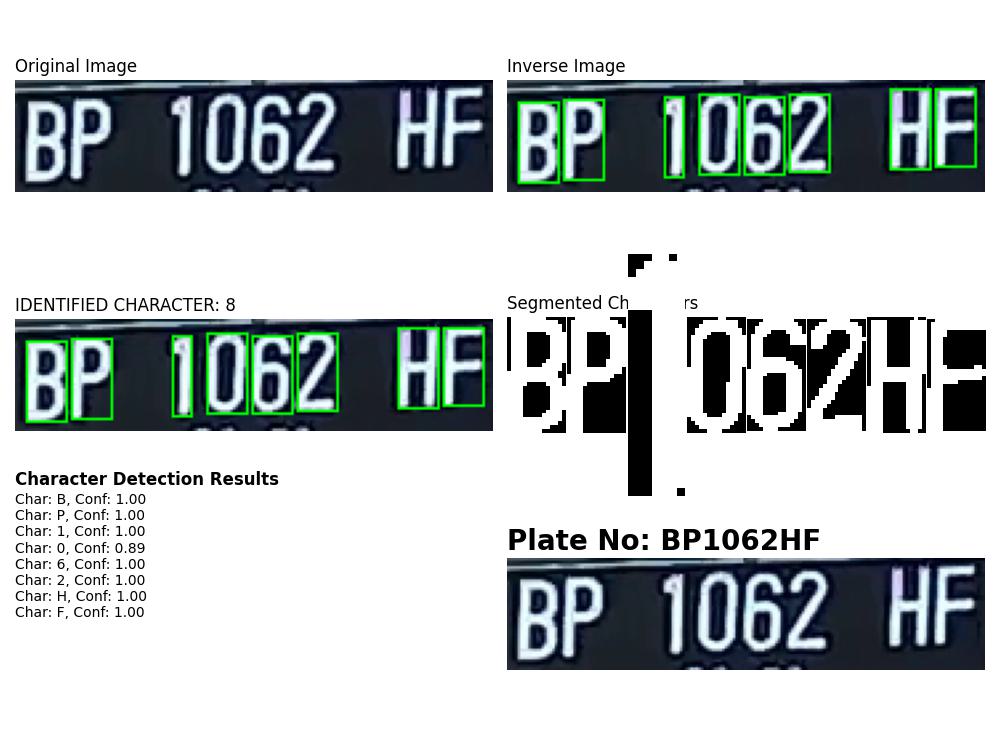 Original Image
BP 1062 HF
Inverse Image
BP 1062 HF
IDENTIFIED CHARACTER: 8
BP 1062 HF
Segmented Ch rs
BP 1062HF
Character Detection Results
Char: B, Conf: 1.00
Char: P, Conf: 1.00
Char: 1, Conf: 1.00
Char: 0, Conf: 0.89
Char: 6, Conf: 1.00
Char: 2, Conf: 1.00
Char: H, Conf: 1.00
Char: F, Conf: 1.00
Plate No: BP1062HF
BP 1062 HF